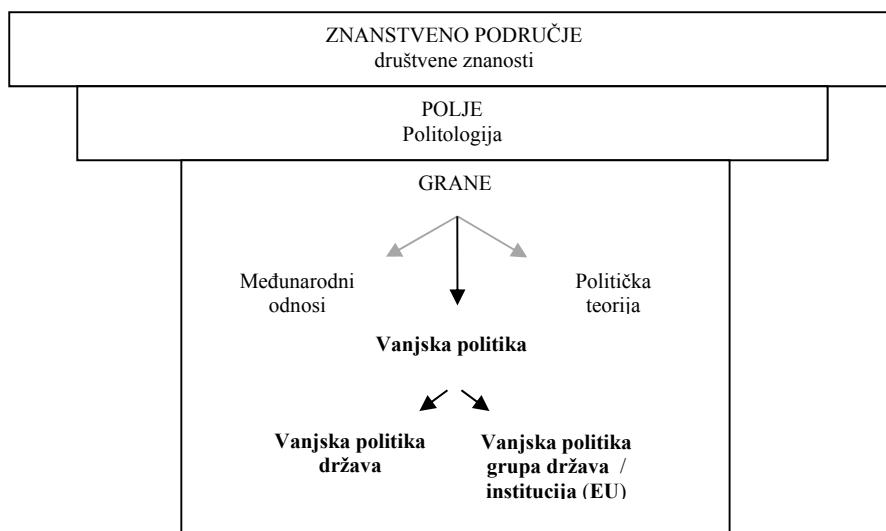 ZNANSTVENO PODRUČJE
društvene znanosti
POLJE
Politologija
GRANE
Međunarodni
odnosi
Politička
teorija
Vanjska politika
Vanjska politika
država
Vanjska politika
grupa država /
institucija (EU)